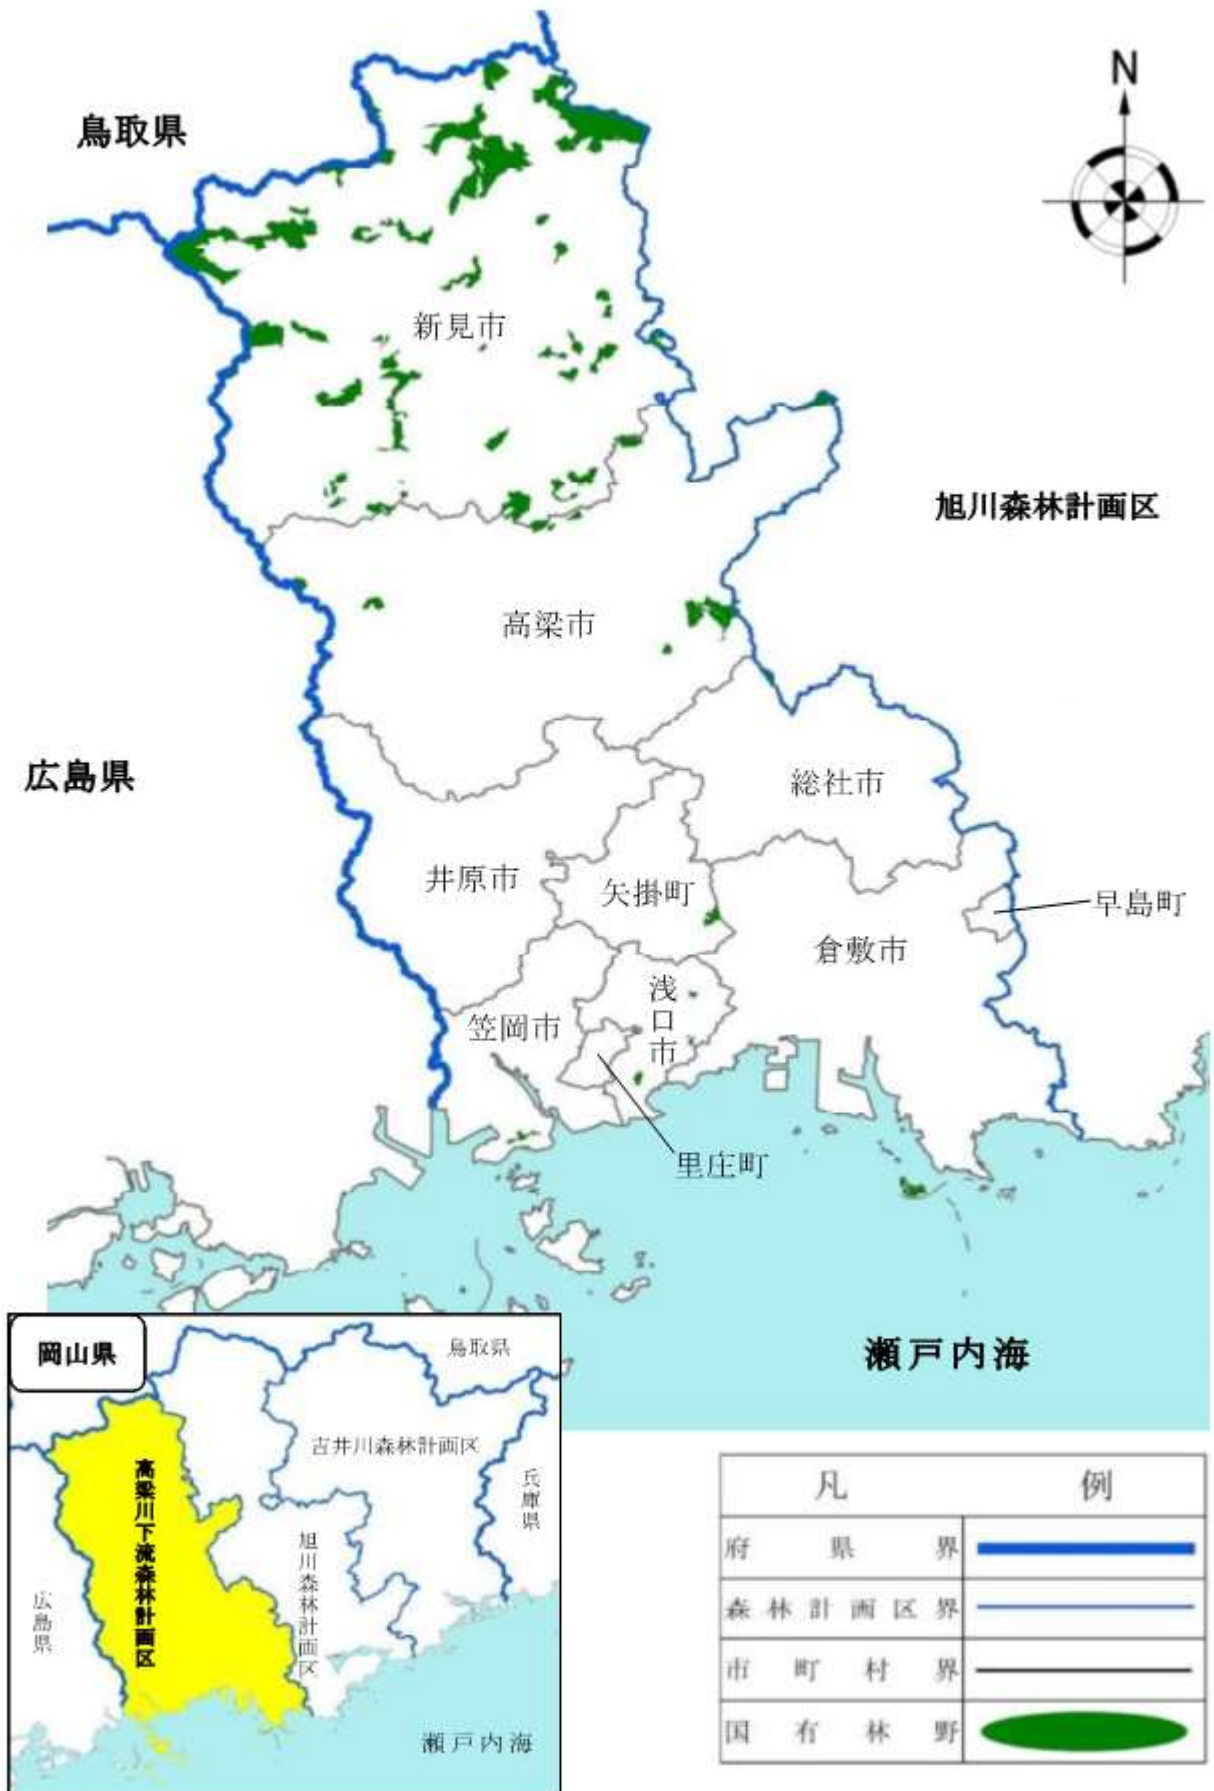 N
鳥取県
新見市
旭川森林計画区
高梁市
広島県
総社市
井原市
矢掛町
早島町
倉敷市
浅口市
笠岡市
里庄町
瀬戸内海
岡山県
鳥取県
吉井川森林計画区
兵庫県
高梁川下流森林計画区
旭川森林計画区
広島県
瀬戸内海
凡例
府県界
森林計画区界
市町村界
国有林野